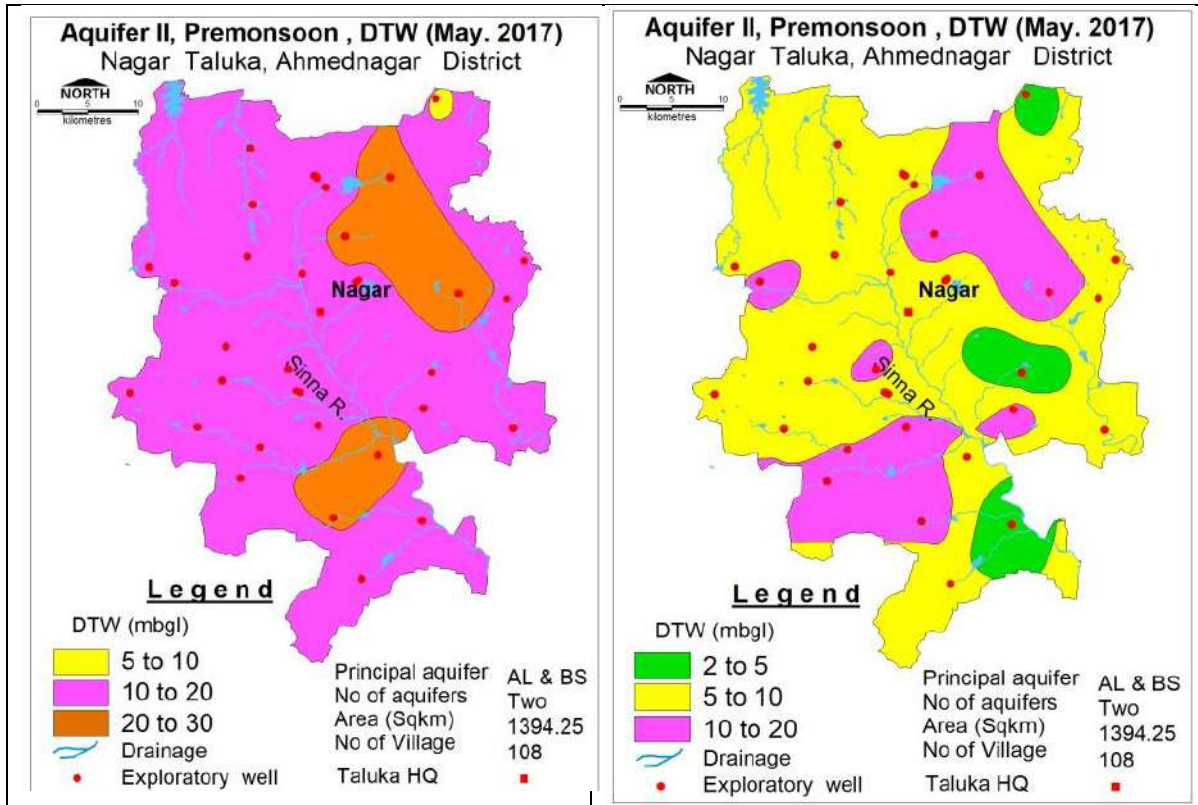 Aquifer II, Premonsoon , DTW (May. 2017)
Nagar Taluka, Ahmednagar District
NORTH
0 5 10
kilometres
Nagar
Sinna R.
Legend
DTW (mbgl)
5 to 10
10 to 20
20 to 30
Drainage
Exploratory well
Principal aquifer AL & BS
No of aquifers Two
Area (Sqkm) 1394.25
No of Village 108
Taluka HQ
Aquifer II, Premonsoon , DTW (May. 2017)
Nagar Taluka, Ahmednagar District
NORTH
0 5 10
kilometres
Nagar
Sinna R.
Legend
DTW (mbgl)
2 to 5
5 to 10
10 to 20
Drainage
Exploratory well
Principal aquifer AL & BS
No of aquifers Two
Area (Sqkm) 1394.25
No of Village 108
Taluka HQ